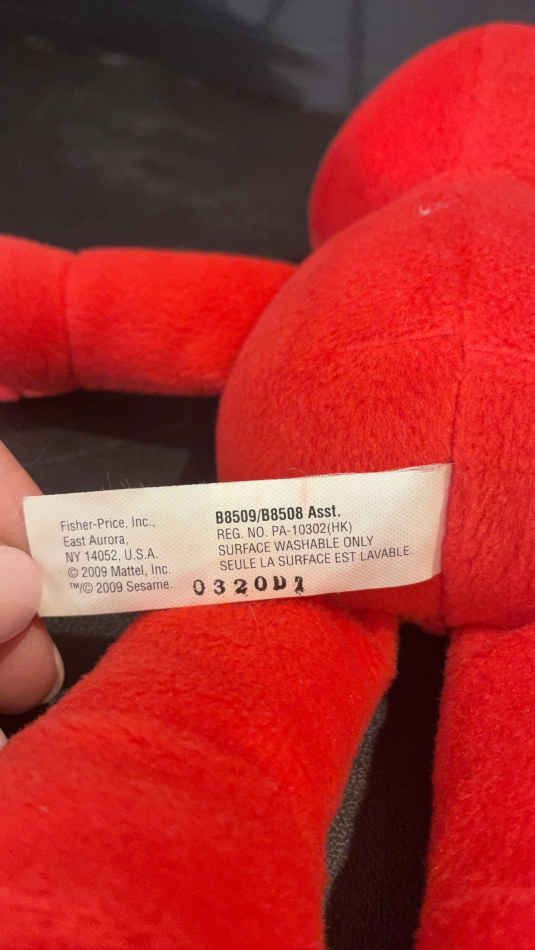 Fisher-Price, Inc.,
East Aurora,
NY 14052, U.S.A.
© 2009 Mattel, Inc.
™/© 2009 Sesame.
B8509/B8508 Asst.
REG. NO. PA-10302(HK)
SURFACE WASHABLE ONLY
SEULE LA SURFACE EST LAVABLE.
0320D1